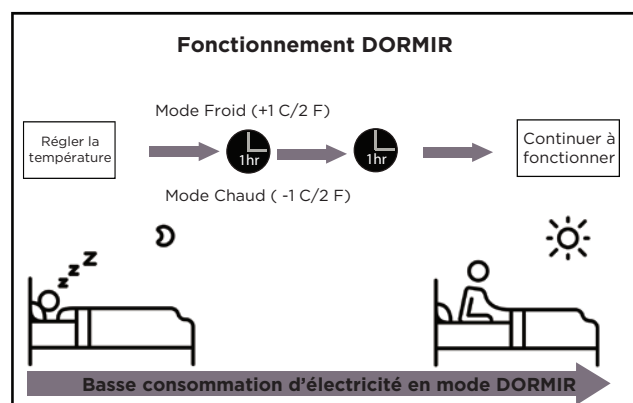 Fonctionnement DORMIR
Mode Froid (+1 C/2 F)
Régler la
température
1hr
1hr
Continuer à
fonctionner
Mode Chaud ( -1 C/2 F)
z z Z
Basse consommation d'électricité en mode DORMIR